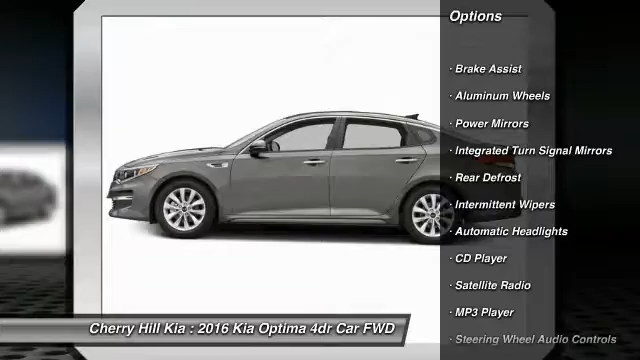 Options
· Brake Assist
· Aluminum Wheels
· Power Mirrors
· Integrated Turn Signal Mirrors
· Rear Defrost
· Intermittent Wipers
· Automatic Headlights
· CD Player
· Satellite Radio
· MP3 Player
· Steering Wheel Audio Controls
Cherry Hill Kia : 2016 Kia Optima 4dr Car FWD